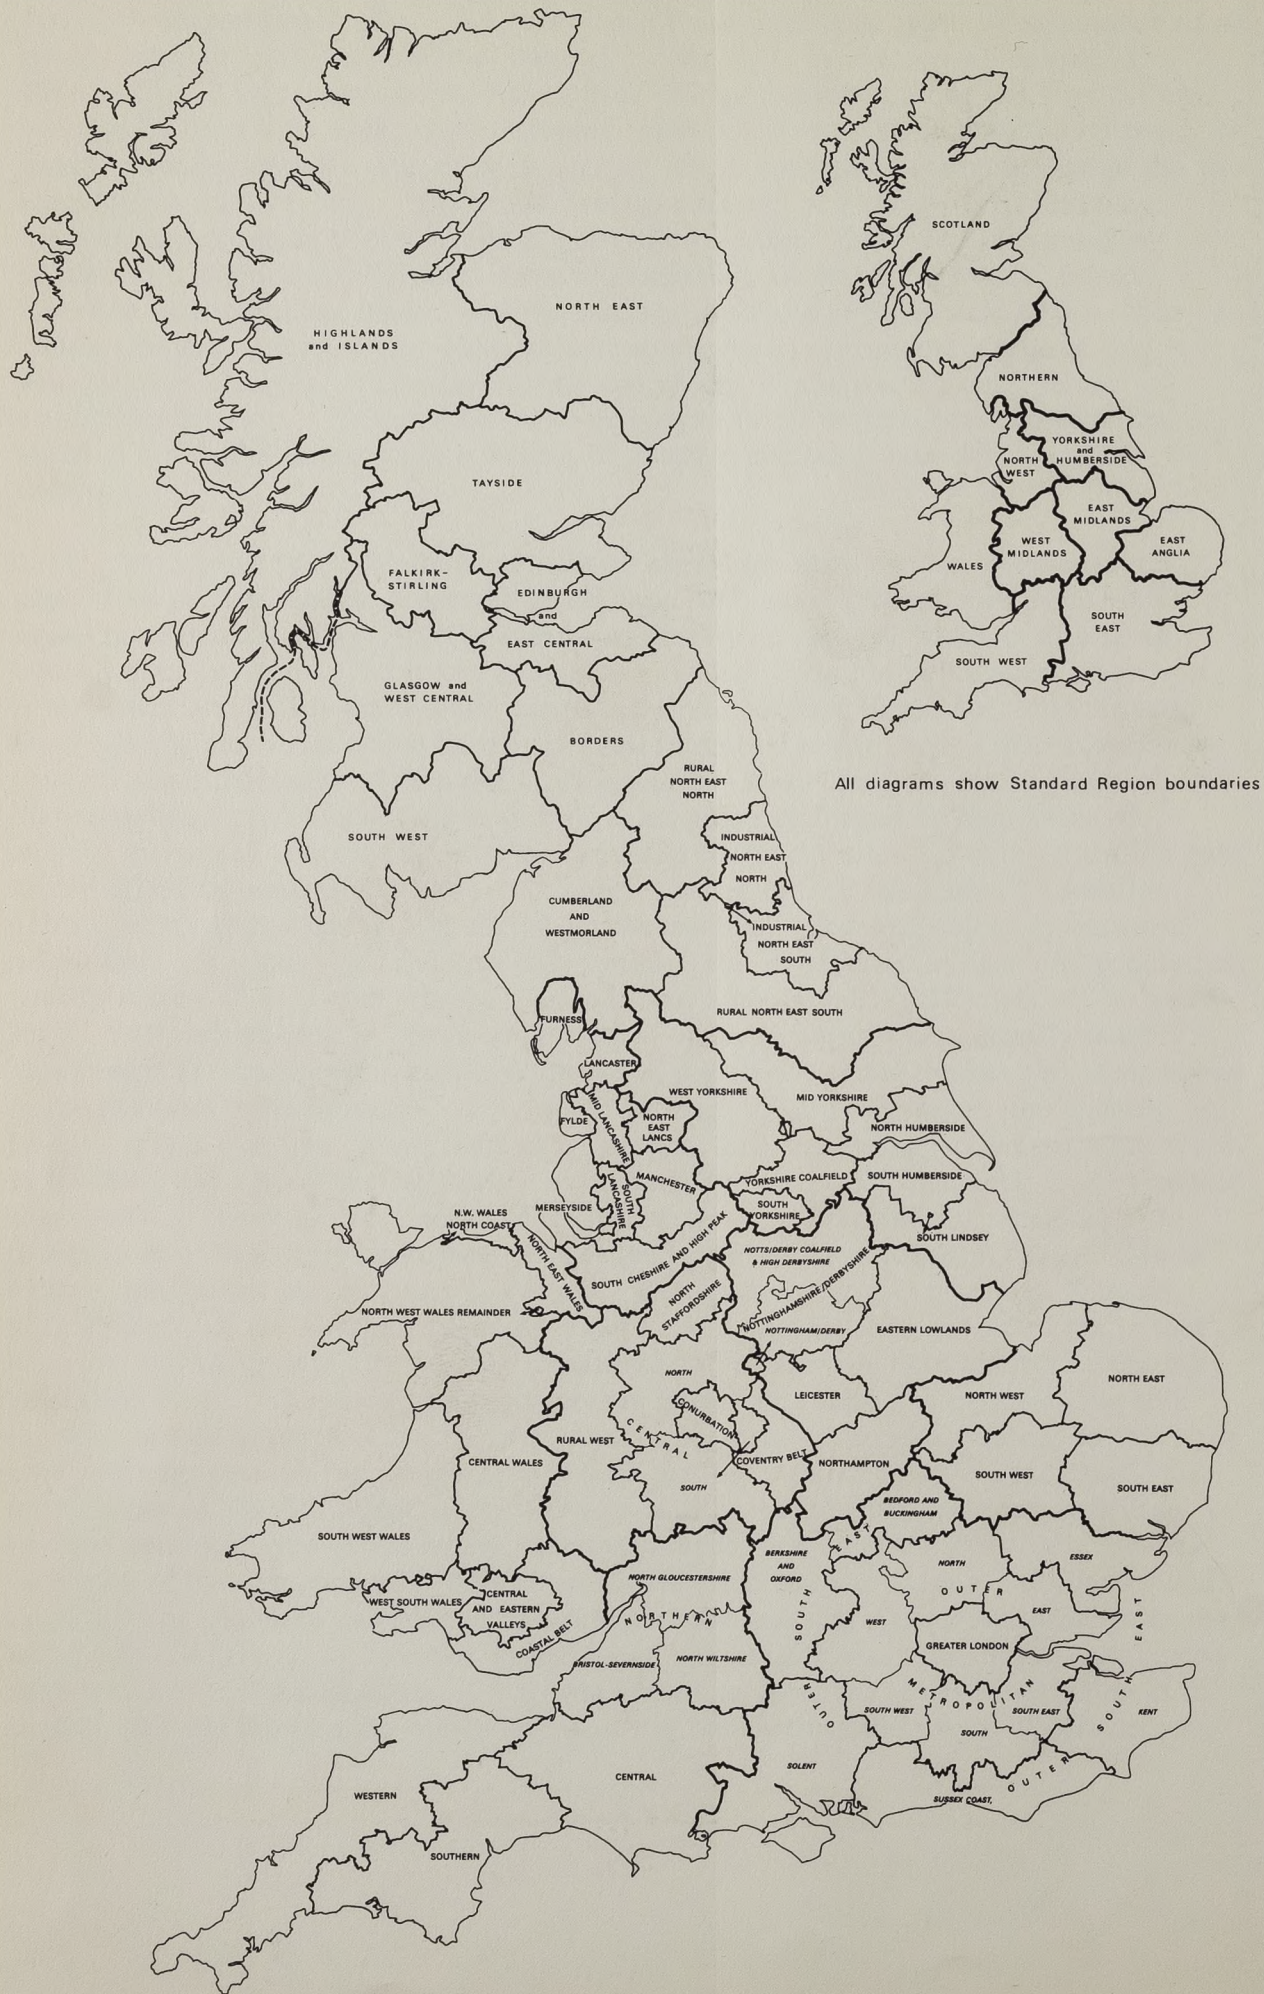 SCOTLAND
NORTHERN
YORKSHIRE
and
HUMBERSIDE
NORTH
WEST
EAST
MIDLANDS
WEST
MIDLANDS
EAST
ANGLIA
WALES
SOUTH
EAST
SOUTH WEST
All diagrams show Standard Region boundaries
HIGHLANDS
and ISLANDS
NORTH EAST
TAYSIDE
FALKIRK-
STIRLING
EDINBURGH
and
EAST CENTRAL
GLASGOW and
WEST CENTRAL
BORDERS
SOUTH WEST
RURAL
NORTH EAST
NORTH
INDUSTRIAL
NORTH EAST
NORTH
CUMBERLAND
AND
WESTMORLAND
INDUSTRIAL
NORTH EAST
SOUTH
RURAL NORTH EAST SOUTH
FURNESS
LANCASTER
WEST YORKSHIRE
MID YORKSHIRE
FYLDE
MID LANCASHIRE
NORTH
EAST
LANCS
NORTH HUMBERSIDE
MANCHESTER
YORKSHIRE COALFIELD
SOUTH HUMBERSIDE
SOUTH
LANCASHIRE
MERSEYSIDE
SOUTH
YORKSHIRE
N.W. WALES
NORTH COAST
NORTH EAST WALES
SOUTH CHESHIRE AND HIGH PEAK
SOUTH LINDSEY
NOTTS/DERBY COALFIELD
& HIGH DERBYSHIRE
NOTTINGHAMSHIRE/DERBYSHIRE
NORTH
STAFFORDSHIRE
NORTH WEST WALES REMAINDER
NOTTINGHAM/DERBY
EASTERN LOWLANDS
NORTH
LEICESTER
NORTH WEST
NORTH EAST
CONURBATION
RURAL WEST
CENTRAL
CENTRAL WALES
COVENTRY BELT
NORTHAMPTON
SOUTH WEST
SOUTH EAST
SOUTH
BEDFORD AND
BUCKINGHAM
SOUTH WEST WALES
EAST
BERKSHIRE
AND
OXFORD
NORTH
ESSEX
NORTH GLOUCESTERSHIRE
WEST SOUTH WALES
CENTRAL
AND EASTERN
VALLEYS
COASTAL BELT
NORTHERN
SOUTH
WEST
OUTER
EAST
EAST
GREATER LONDON
BRISTOL-SEVERNSIDE
NORTH WILTSHIRE
OUTER
METROPOLITAN
SOUTH WEST
SOUTH
SOUTH EAST
SOUTH
KENT
SOLENT
OUTER
SUSSEX COAST
CENTRAL
WESTERN
SOUTHERN